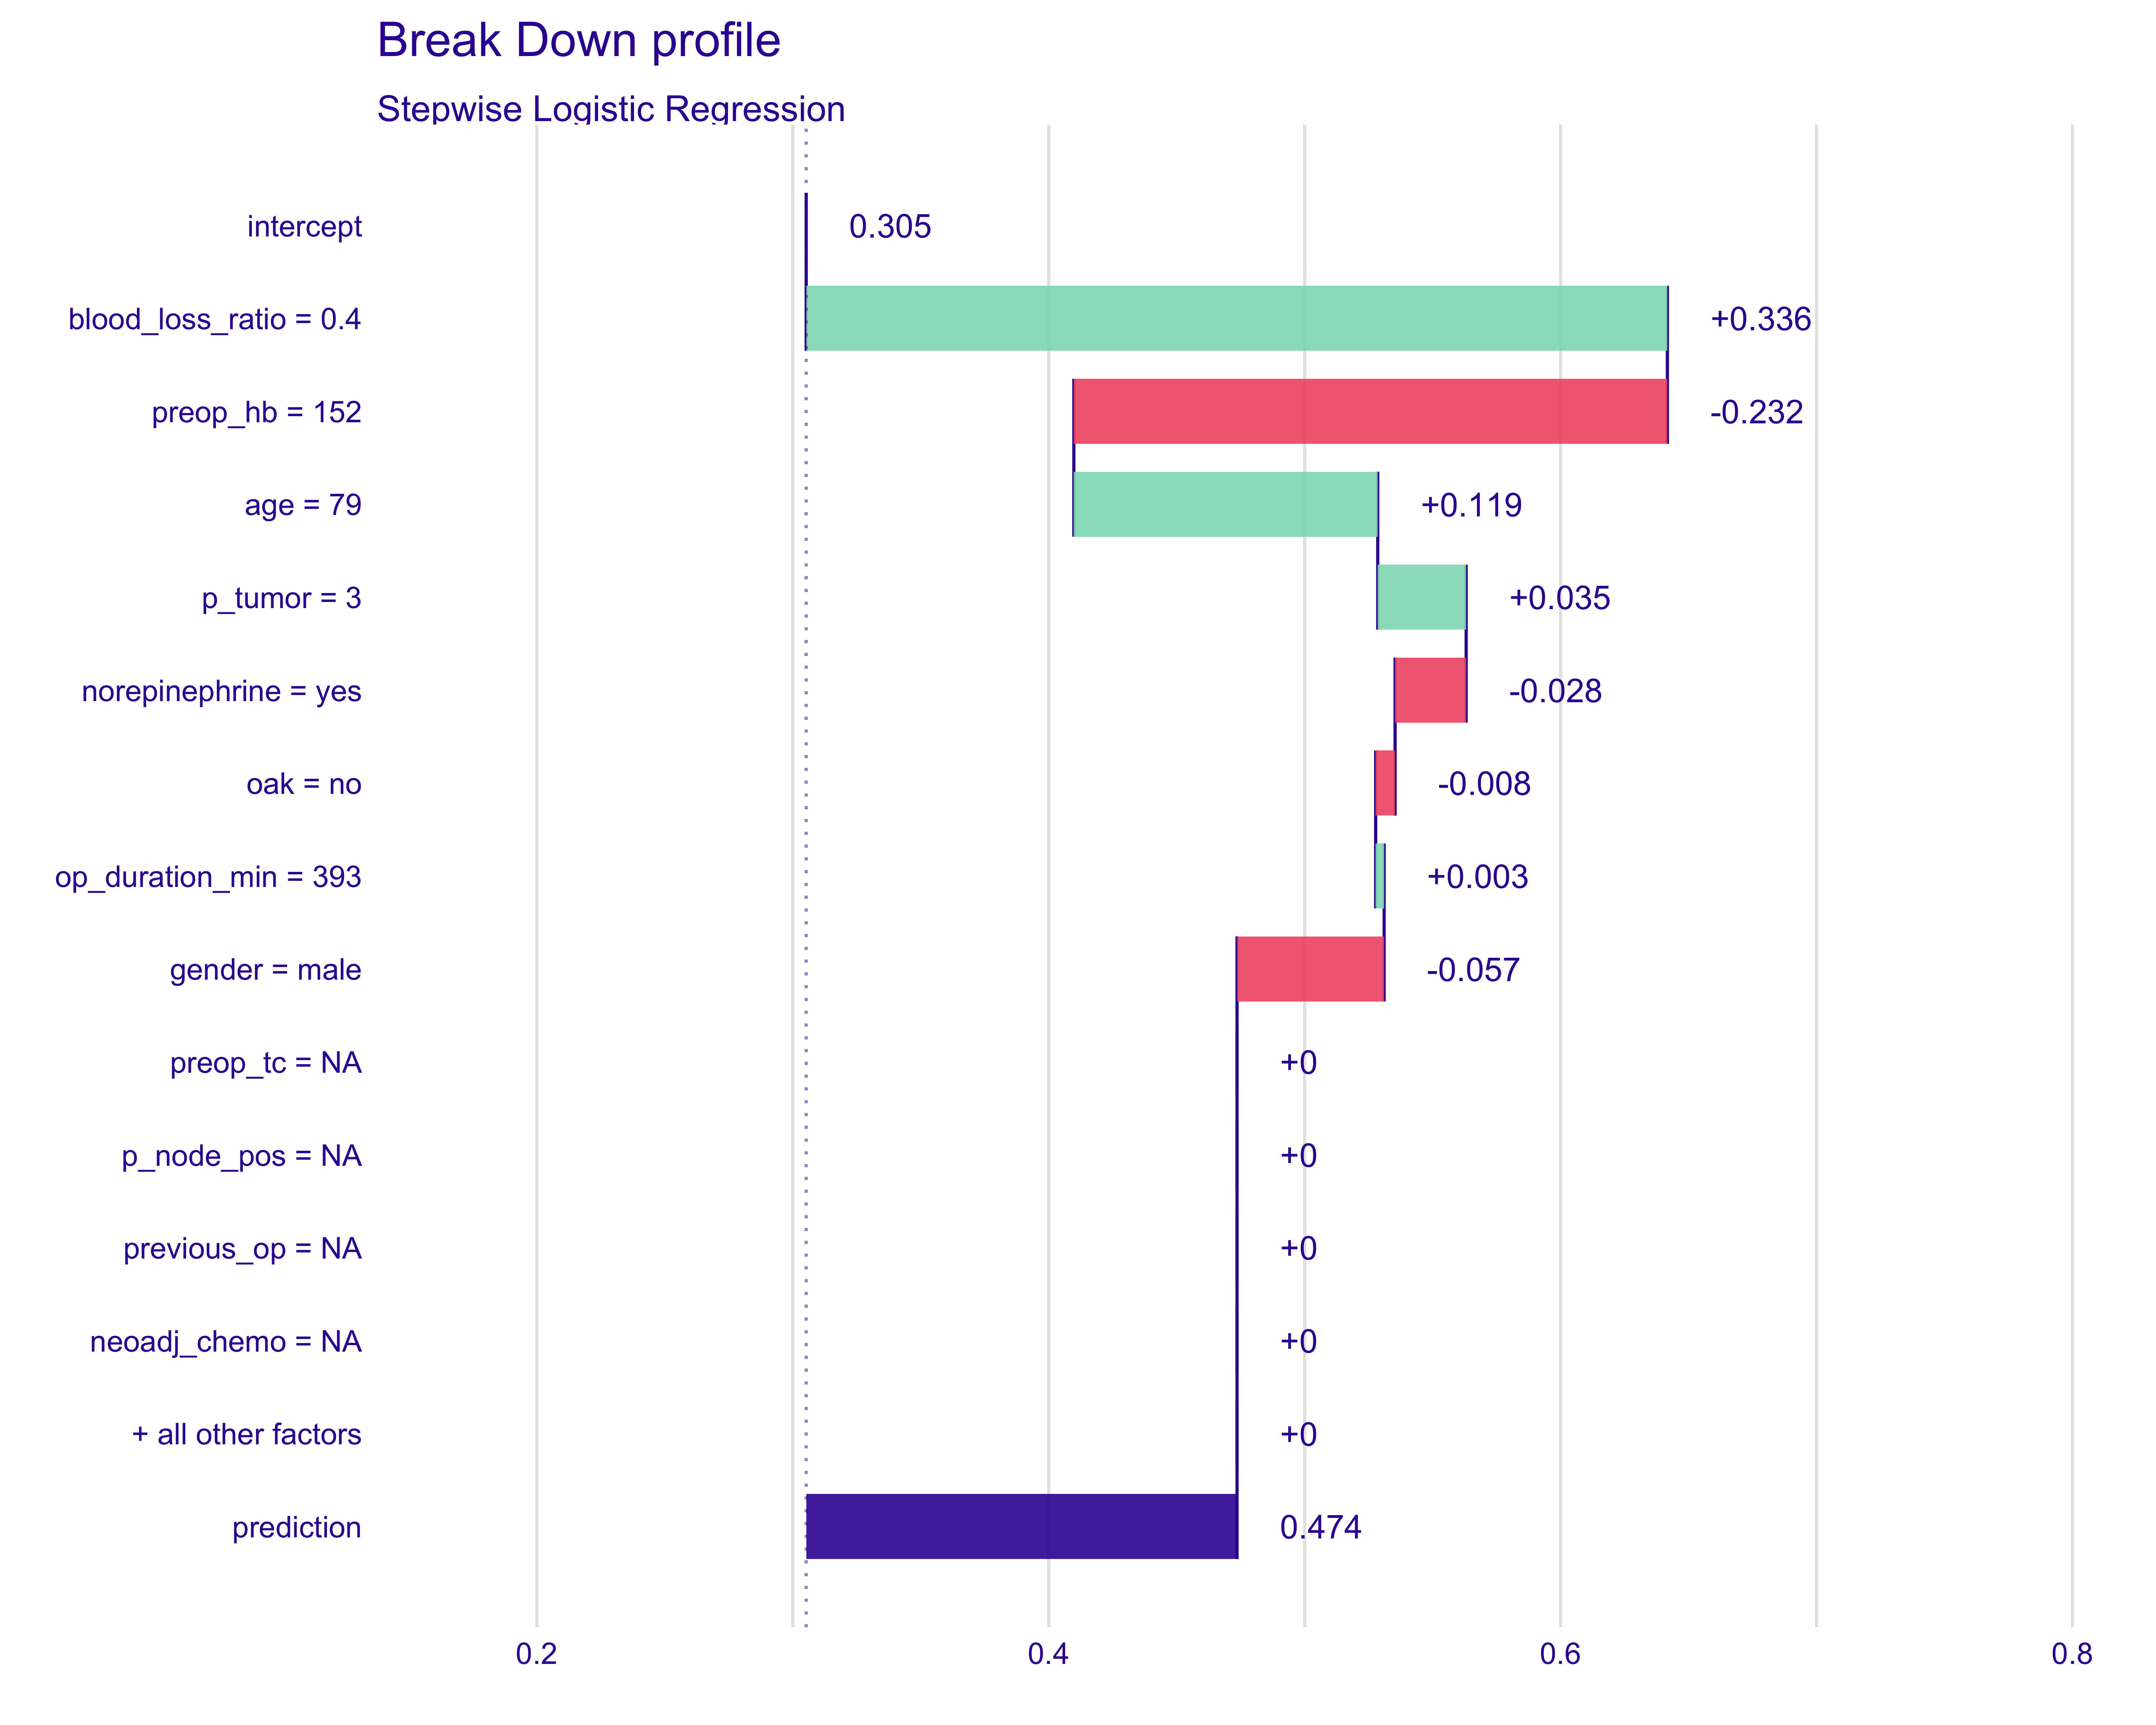 Break Down profile
Stepwise Logistic Regression
intercept 0.305
blood_loss_ratio = 0.4 +0.336
preop_hb = 152 -0.232
age = 79 +0.119
p_tumor = 3 +0.035
norepinephrine = yes -0.028
oak = no -0.008
op_duration_min = 393 +0.003
gender = male -0.057
preop_tc = NA +0
p_node_pos = NA +0
previous_op = NA +0
neoadj_chemo = NA +0
+ all other factors +0
prediction 0.474
0.2 0.4 0.6 0.8